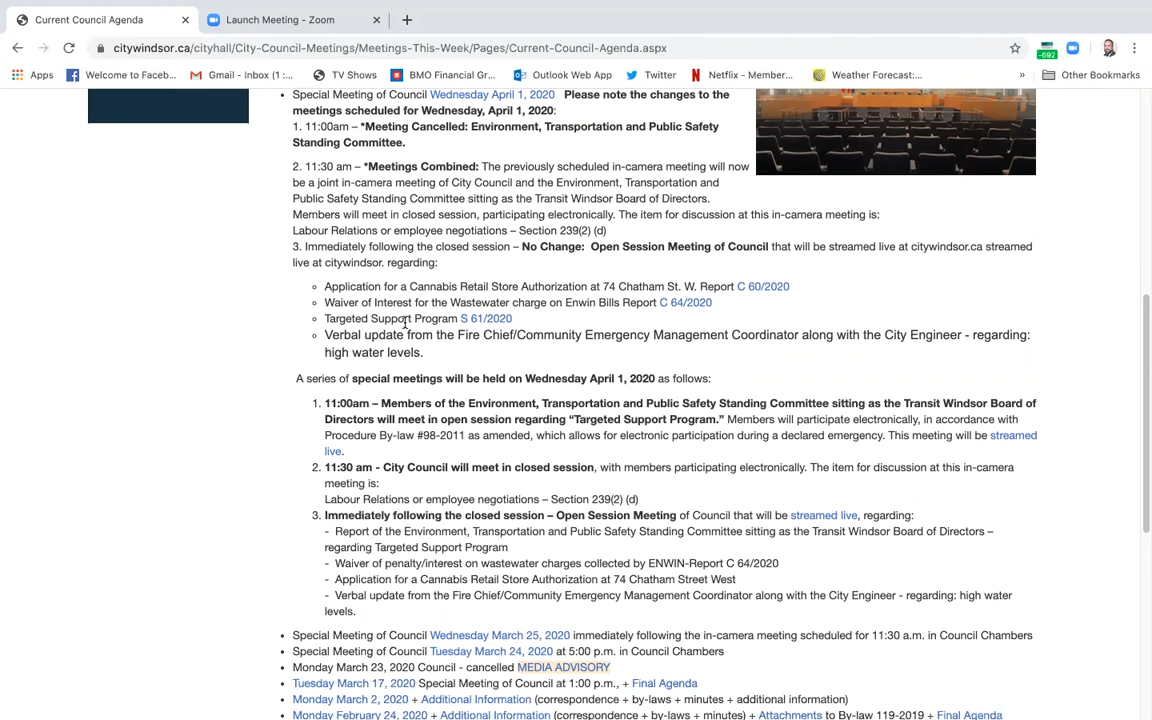 Current Council Agenda
Launch Meeting - Zoom
citywindsor.ca/cityhall/City-Council-Meetings/Meetings-This-Week/Pages/Current-Council-Agenda.aspx
-692
Apps
Welcome to Faceb...
Gmail - Inbox (1 :...
TV Shows
BMO Financial Gr...
Outlook Web App
Twitter
Netflix - Member...
Weather Forecast:...
»
Other Bookmarks
• Special Meeting of Council Wednesday April 1, 2020 Please note the changes to the
meetings scheduled for Wednesday, April 1, 2020:
1. 11:00am – *Meeting Cancelled: Environment, Transportation and Public Safety
Standing Committee.
2. 11:30 am – *Meetings Combined: The previously scheduled in-camera meeting will now
be a joint in-camera meeting of City Council and the Environment, Transportation and
Public Safety Standing Committee sitting as the Transit Windsor Board of Directors.
Members will meet in closed session, participating electronically. The item for discussion at this in-camera meeting is:
Labour Relations or employee negotiations – Section 239(2) (d)
3. Immediately following the closed session – No Change: Open Session Meeting of Council that will be streamed live at citywindsor.ca streamed
live at citywindsor. regarding:
Application for a Cannabis Retail Store Authorization at 74 Chatham St. W. Report C 60/2020
Waiver of Interest for the Wastewater charge on Enwin Bills Report C 64/2020
Targeted Support Program S 61/2020
Verbal update from the Fire Chief/Community Emergency Management Coordinator along with the City Engineer - regarding:
high water levels.
A series of special meetings will be held on Wednesday April 1, 2020 as follows:
1. 11:00am – Members of the Environment, Transportation and Public Safety Standing Committee sitting as the Transit Windsor Board of
Directors will meet in open session regarding “Targeted Support Program.” Members will participate electronically, in accordance with
Procedure By-law #98-2011 as amended, which allows for electronic participation during a declared emergency. This meeting will be streamed
live.
2. 11:30 am - City Council will meet in closed session, with members participating electronically. The item for discussion at this in-camera
meeting is:
Labour Relations or employee negotiations – Section 239(2) (d)
3. Immediately following the closed session – Open Session Meeting of Council that will be streamed live, regarding:
- Report of the Environment, Transportation and Public Safety Standing Committee sitting as the Transit Windsor Board of Directors –
regarding Targeted Support Program
- Waiver of penalty/interest on wastewater charges collected by ENWIN-Report C 64/2020
- Application for a Cannabis Retail Store Authorization at 74 Chatham Street West
- Verbal update from the Fire Chief/Community Emergency Management Coordinator along with the City Engineer - regarding: high water
levels.
• Special Meeting of Council Wednesday March 25, 2020 immediately following the in-camera meeting scheduled for 11:30 a.m. in Council Chambers
• Special Meeting of Council Tuesday March 24, 2020 at 5:00 p.m. in Council Chambers
• Monday March 23, 2020 Council - cancelled MEDIA ADVISORY
• Tuesday March 17, 2020 Special Meeting of Council at 1:00 p.m., + Final Agenda
• Monday March 2, 2020 + Additional Information (correspondence + by-laws + minutes + additional information)
• Monday February 24, 2020 + Additional Information (correspondence + by-laws + minutes) + Attachments to By-law 119-2019 + Final Agenda